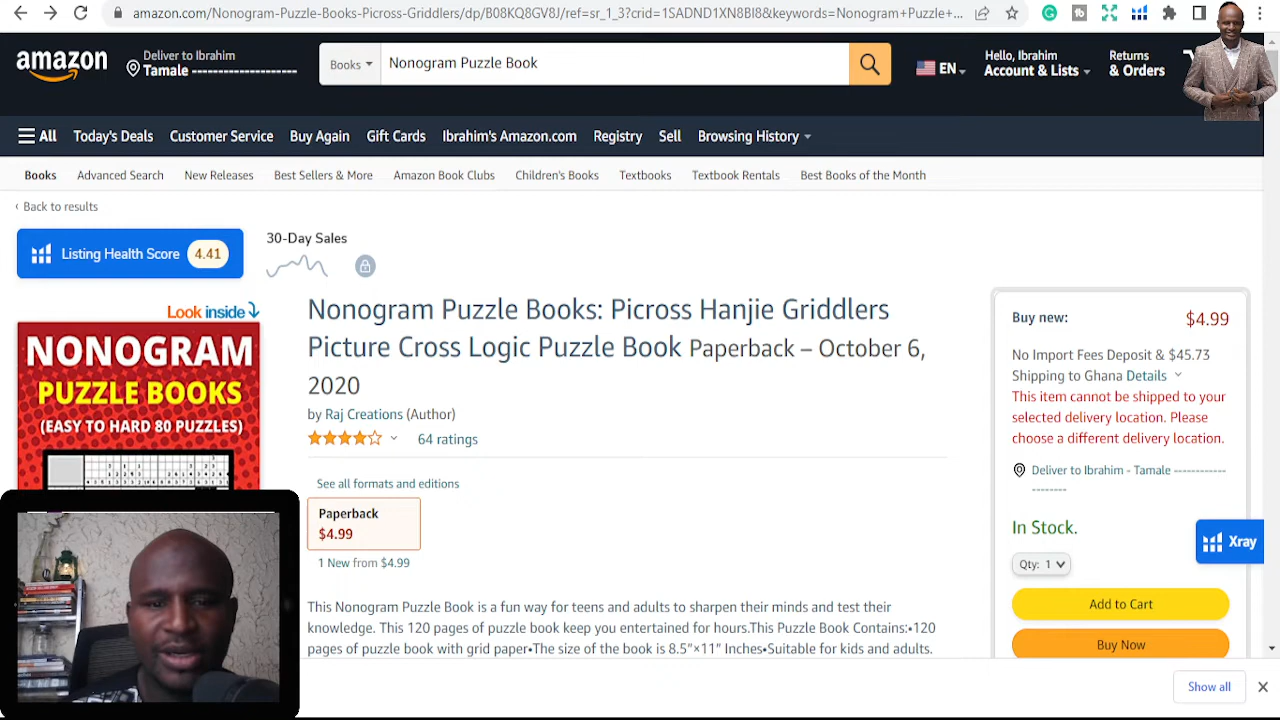 amazon.com/Nonogram-Puzzle-Books-Picross-Griddlers/dp/B08KQ8GV8J/ref=sr_1_3?crid=1SADND1XN8BI8&keywords=Nonogram+Puzzle+...
amazon
Deliver to Ibrahim
Tamale --------------------
Books
Nonogram Puzzle Book
EN
Hello, Ibrahim
Account & Lists
Returns
& Orders
All
Today's Deals
Customer Service
Buy Again
Gift Cards
Ibrahim's Amazon.com
Registry
Sell
Browsing History
Books
Advanced Search
New Releases
Best Sellers & More
Amazon Book Clubs
Children's Books
Textbooks
Textbook Rentals
Best Books of the Month
‹ Back to results
Listing Health Score 4.41
30-Day Sales
Look inside
NONOGRAM
PUZZLE BOOKS
(EASY TO HARD 80 PUZZLES)
Nonogram Puzzle Books: Picross Hanjie Griddlers
Picture Cross Logic Puzzle Book Paperback – October 6,
2020
by Raj Creations (Author)
64 ratings
See all formats and editions
Paperback
$4.99
1 New from $4.99
This Nonogram Puzzle Book is a fun way for teens and adults to sharpen their minds and test their
knowledge. This 120 pages of puzzle book keep you entertained for hours.This Puzzle Book Contains:•120
pages of puzzle book with grid paper•The size of the book is 8.5"×11" Inches•Suitable for kids and adults.
Buy new:
$4.99
No Import Fees Deposit & $45.73
Shipping to Ghana Details
This item cannot be shipped to your
selected delivery location. Please
choose a different delivery location.
Deliver to Ibrahim - Tamale ------------
--------
In Stock.
Qty: 1
Xray
Add to Cart
Buy Now
Show all